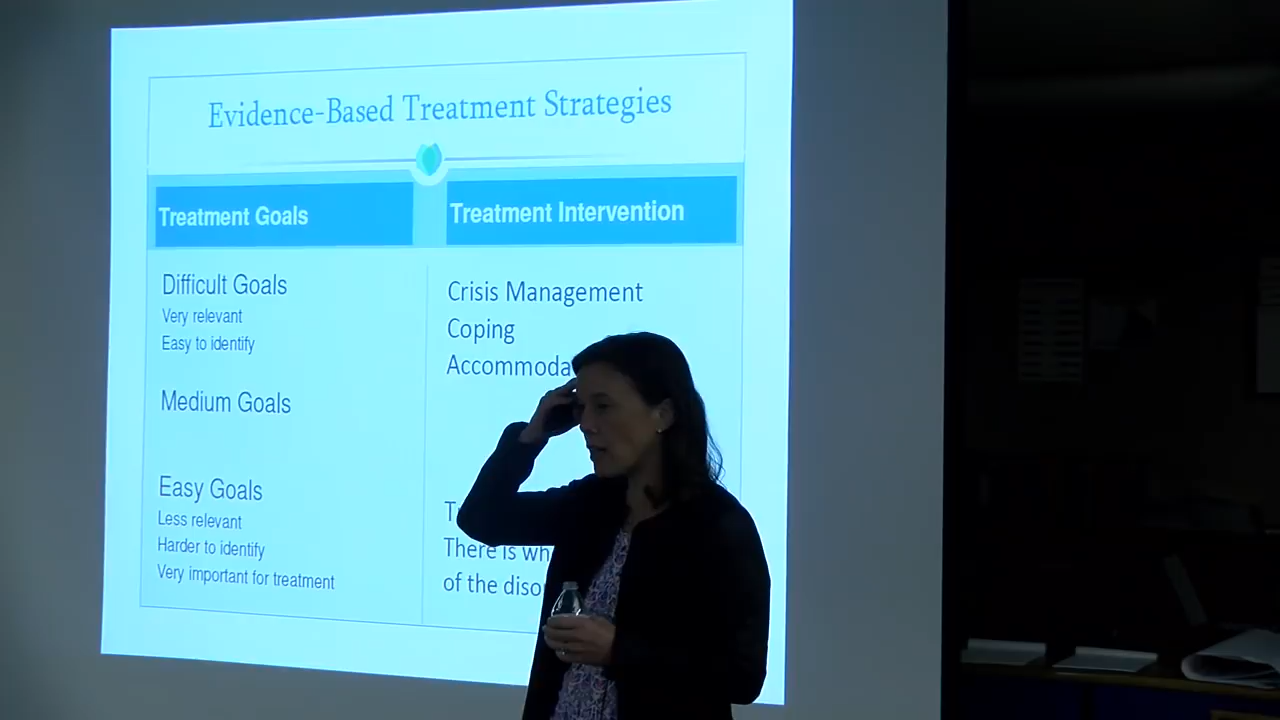 Evidence-Based Treatment Strategies
Treatment Goals
Treatment Intervention
Difficult Goals
Very relevant
Easy to identify
Medium Goals
Easy Goals
Less relevant
Harder to identify
Very important for treatment
Crisis Management
Coping
Accommoda
There is wh
of the diso